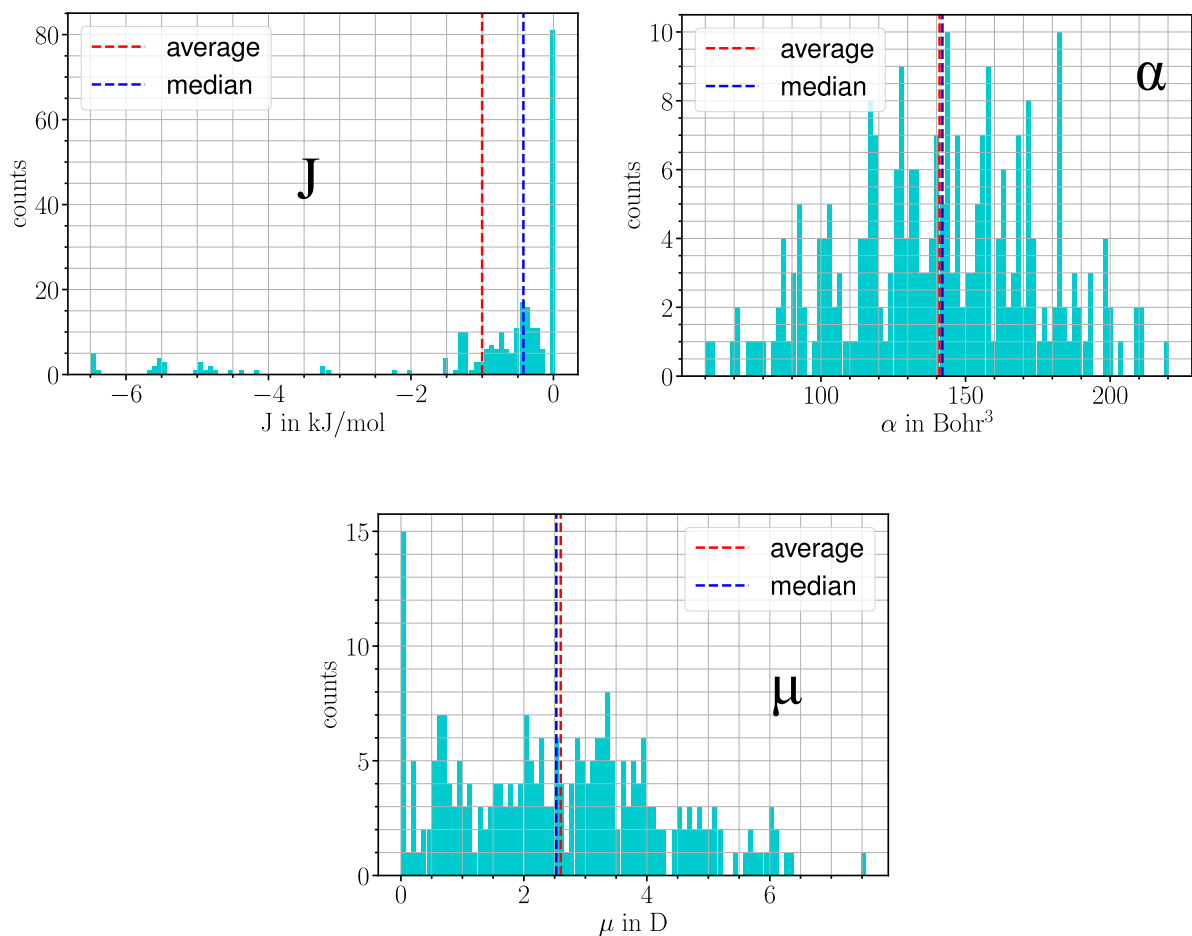 average
median
J
counts
80
60
40
20
0
−6
−4
−2
0
J in kJ/mol
average
median
α
counts
10
8
6
4
2
0
100
150
200
α in Bohr³
average
median
μ
counts
15
10
5
0
0
2
4
6
μ in D